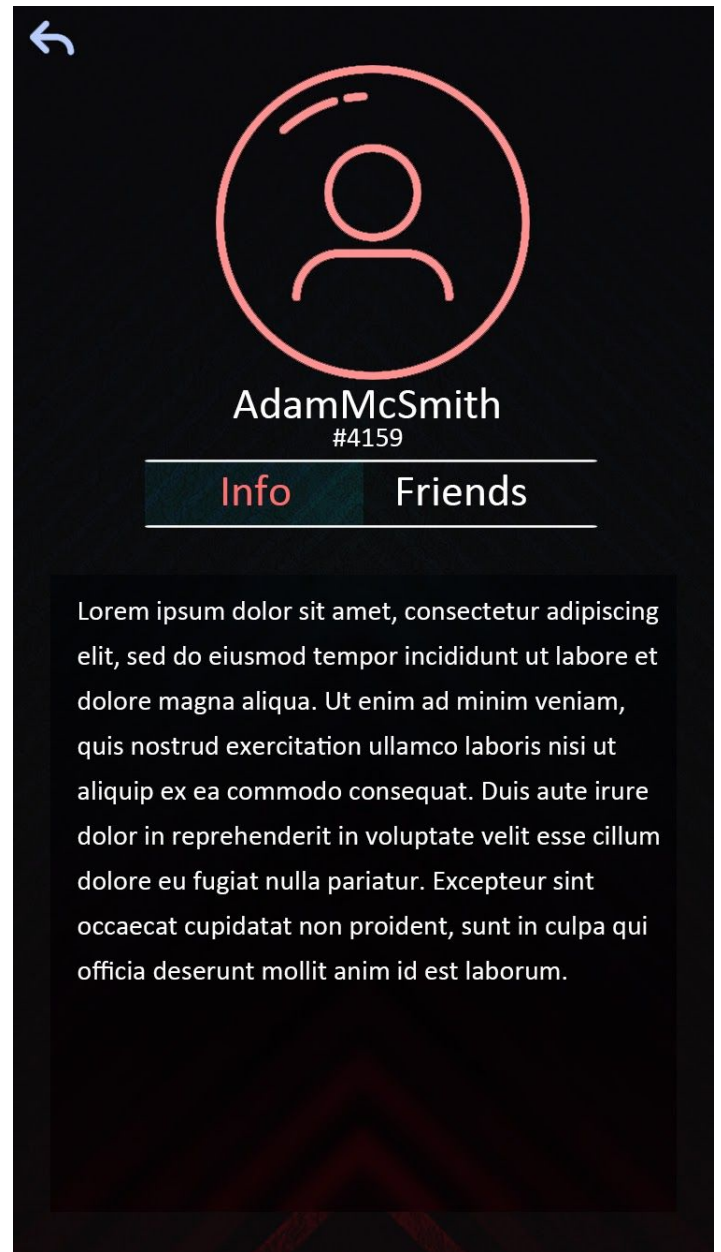 AdamMcSmith
#4159
Info Friends
Lorem ipsum dolor sit amet, consectetur adipiscing
elit, sed do eiusmod tempor incididunt ut labore et
dolore magna aliqua. Ut enim ad minim veniam,
quis nostrud exercitation ullamco laboris nisi ut
aliquip ex ea commodo consequat. Duis aute irure
dolor in reprehenderit in voluptate velit esse cillum
dolore eu fugiat nulla pariatur. Excepteur sint
occaecat cupidatat non proident, sunt in culpa qui
officia deserunt mollit anim id est laborum.